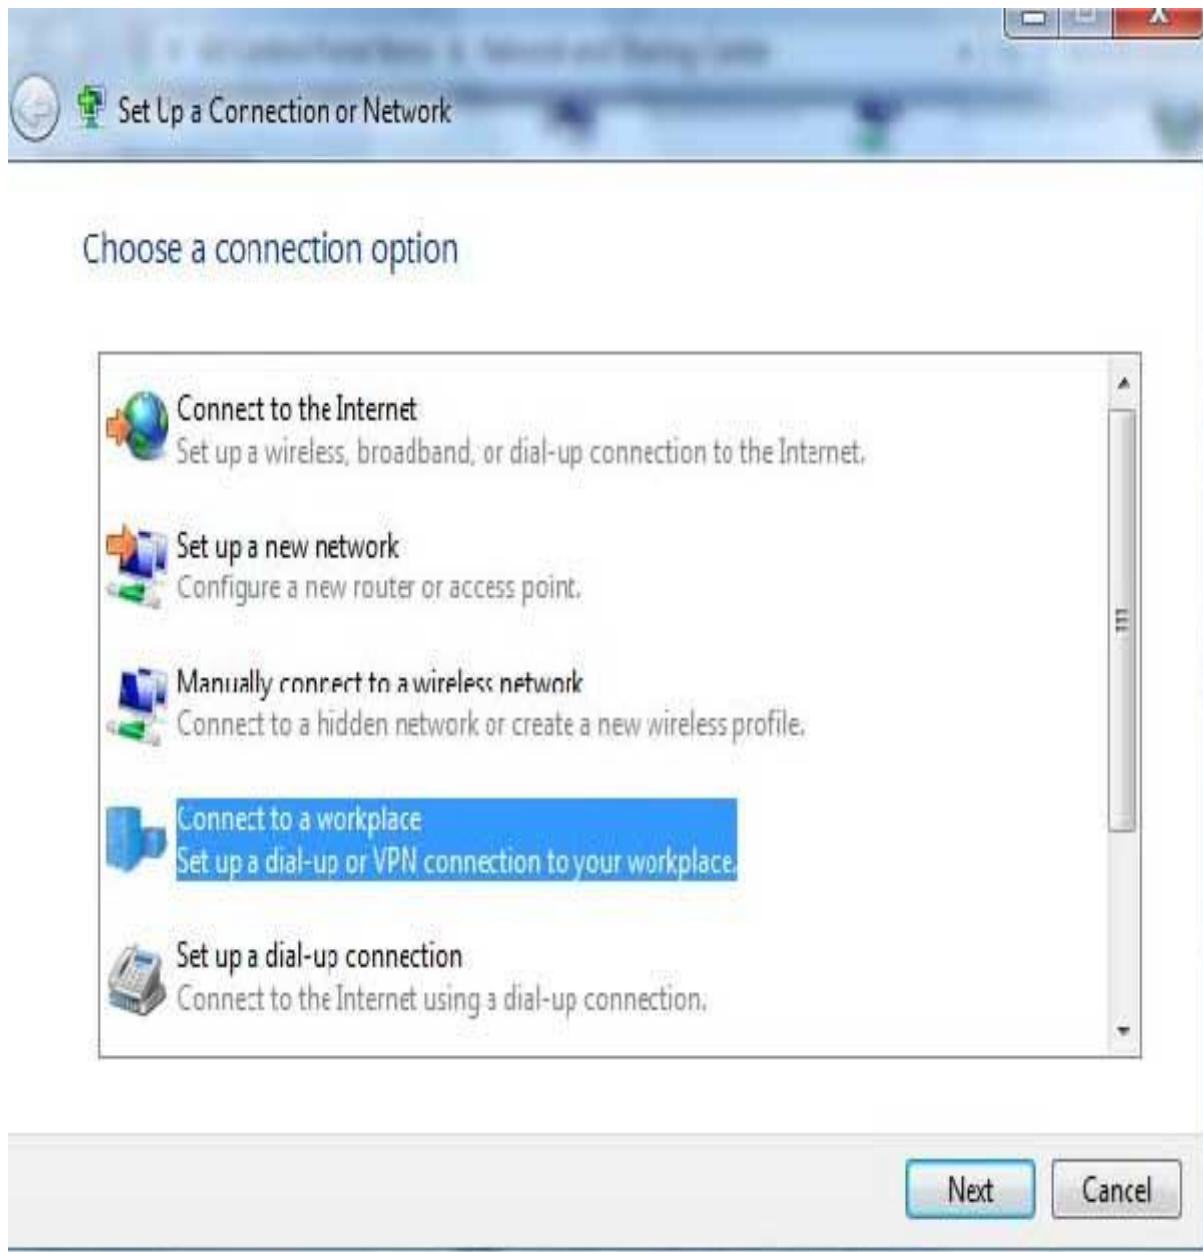 Set Up a Connection or Network
Choose a connection option
Connect to the Internet
Set up a wireless, broadband, or dial-up connection to the Internet.
Set up a new network
Configure a new router or access point.
Manually connect to a wireless network
Connect to a hidden network or create a new wireless profile.
Connect to a workplace
Set up a dial-up or VPN connection to your workplace.
Set up a dial-up connection
Connect to the Internet using a dial-up connection.
Next
Cancel